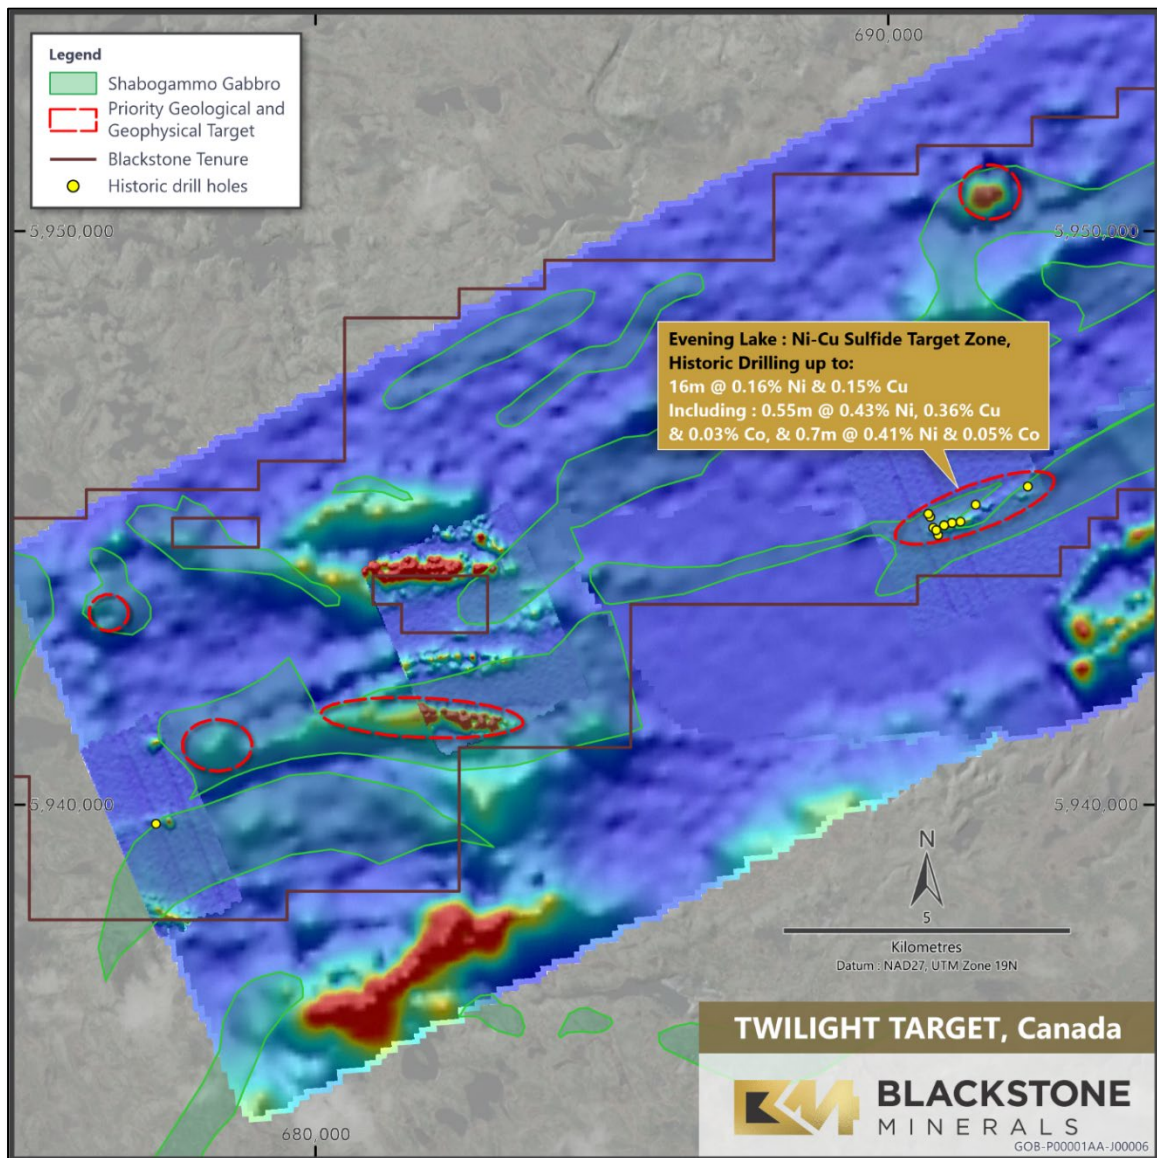 690,000
Legend
Shabogammo Gabbro
Priority Geological and
Geophysical Target
Blackstone Tenure
Historic drill holes
5,950,000
5,950,000
Evening Lake : Ni-Cu Sulfide Target Zone,
Historic Drilling up to:
16m @ 0.16% Ni & 0.15% Cu
Including : 0.55m @ 0.43% Ni, 0.36% Cu
& 0.03% Co, & 0.7m @ 0.41% Ni & 0.05% Co
5,940,000
5,940,000
N
5
Kilometres
Datum : NAD27, UTM Zone 19N
TWILIGHT TARGET, Canada
BLACKSTONE
MINERALS
GOB-P00001AA-J00006
680,000